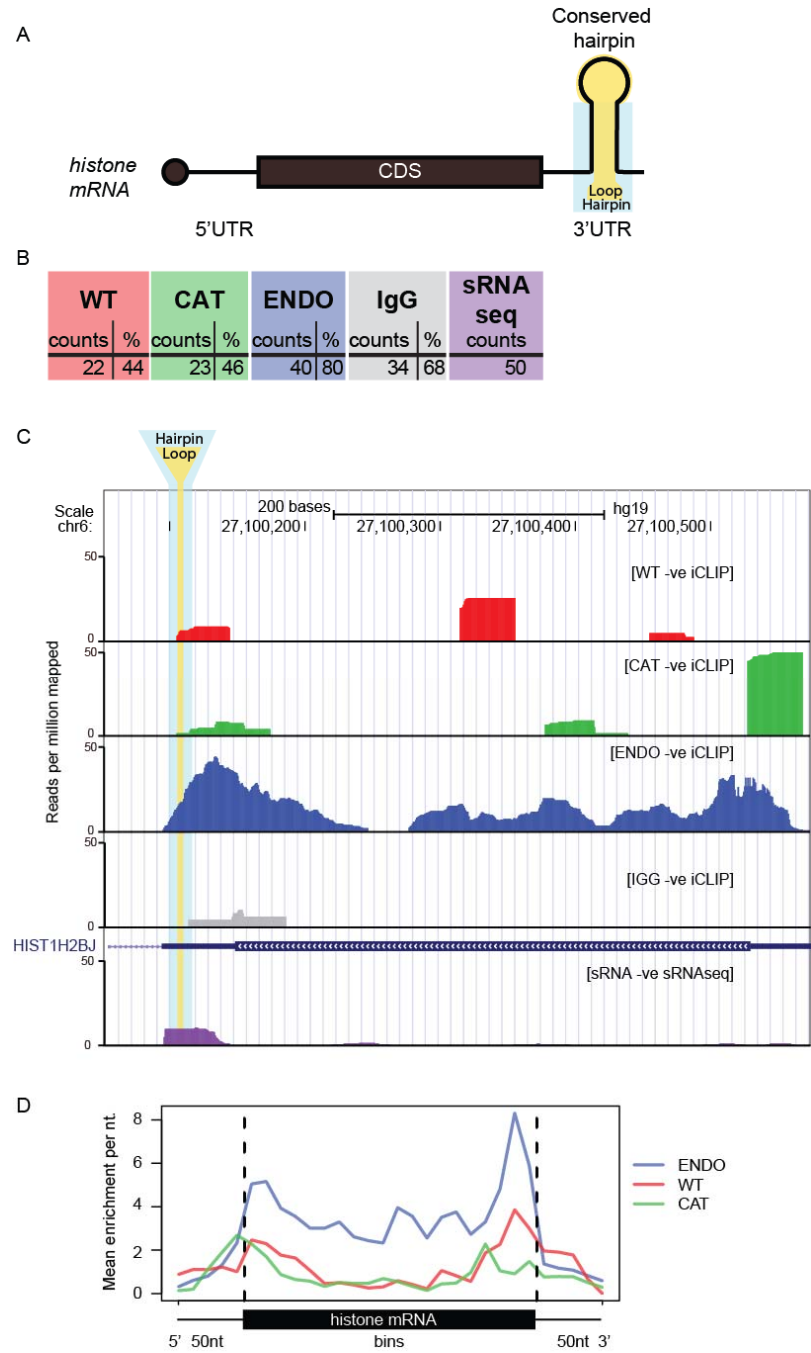 A
Conserved
hairpin
histone
mRNA
CDS
Loop
Hairpin
5'UTR
3'UTR
B
WT
CAT
ENDO
IgG
sRNA
seq
counts % counts % counts % counts % counts
22 44 23 46 40 80 34 68 50
C
Hairpin
Loop
Scale
200 bases
hg19
chr6:
27,100,200 27,100,300 27,100,400 27,100,500
Reads per million mapped
50
[WT -ve iCLIP]
0
50
[CAT -ve iCLIP]
0
50
[ENDO -ve iCLIP]
0
50
[IGG -ve iCLIP]
0
HIST1H2BJ
50
[sRNA -ve sRNAseq]
0
D
Mean enrichment per nt.
8
6
4
2
0
ENDO
WT
CAT
histone mRNA
5' 50nt bins 50nt 3'